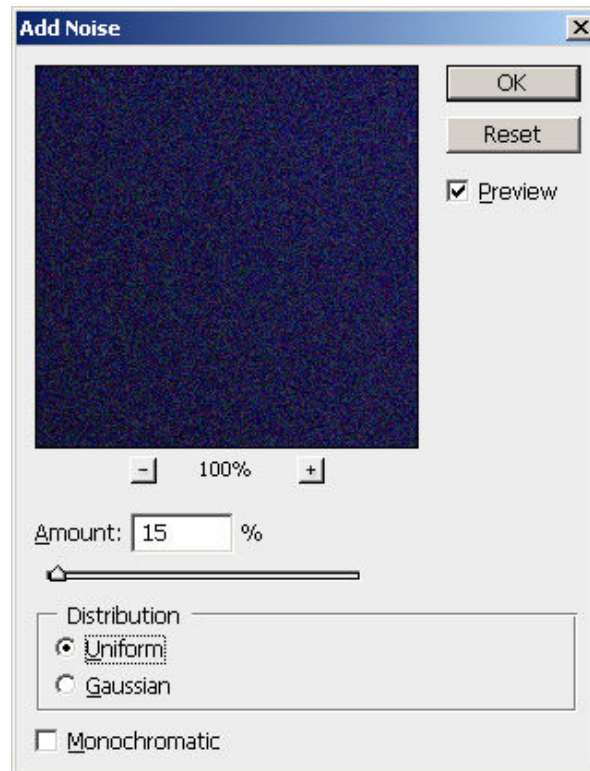 Add Noise
OK
Reset
Preview
- 100% +
Amount: 15 %
Distribution
Uniform
Gaussian
Monochromatic